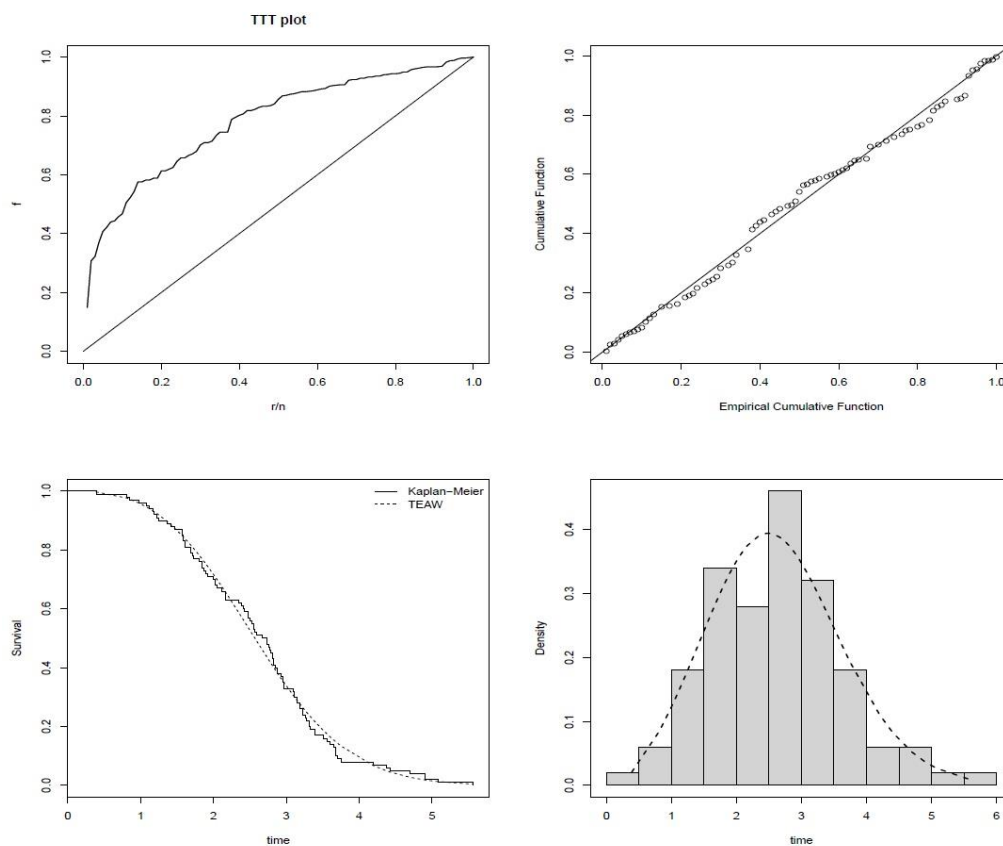 TTT plot
f
0.0 0.2 0.4 0.6 0.8 1.0
0.0 0.2 0.4 0.6 0.8 1.0
r/n
Cumulative Function
0.0 0.2 0.4 0.6 0.8 1.0
0.0 0.2 0.4 0.6 0.8 1.0
Empirical Cumulative Function
Survival
0.0 0.2 0.4 0.6 0.8 1.0
Kaplan-Meier
TEAW
0 1 2 3 4 5
time
Density
0.0 0.1 0.2 0.3 0.4
0 1 2 3 4 5 6
time